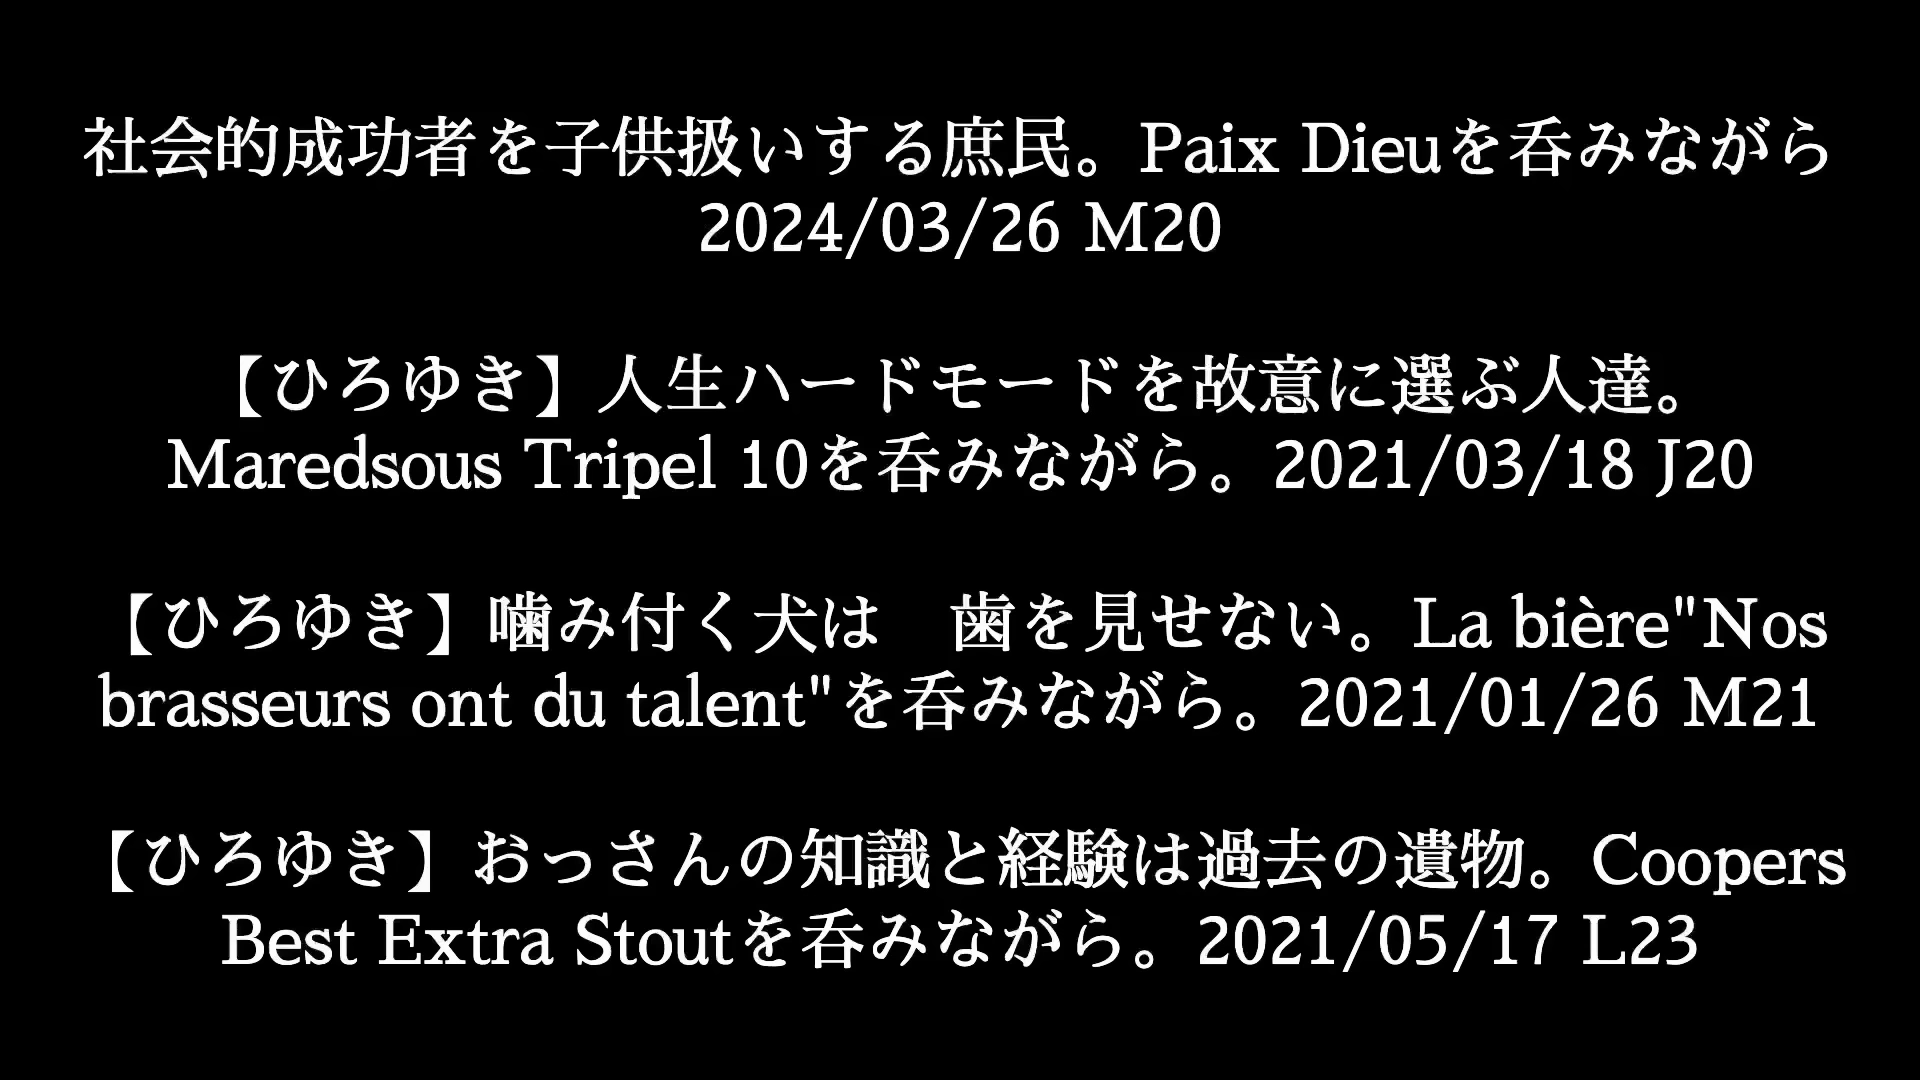 社会的成功者を子供扱いする庶民。Paix Dieuを呑みながら
2024/03/26 M20
【ひろゆき】人生ハードモードを故意に選ぶ人達。
Maredsous Tripel 10を呑みながら。2021/03/18 J20
【ひろゆき】噛み付く犬は　歯を見せない。La bière"Nos
brasseurs ont du talent"を呑みながら。2021/01/26 M21
【ひろゆき】おっさんの知識と経験は過去の遺物。Coopers
Best Extra Stoutを呑みながら。2021/05/17 L23